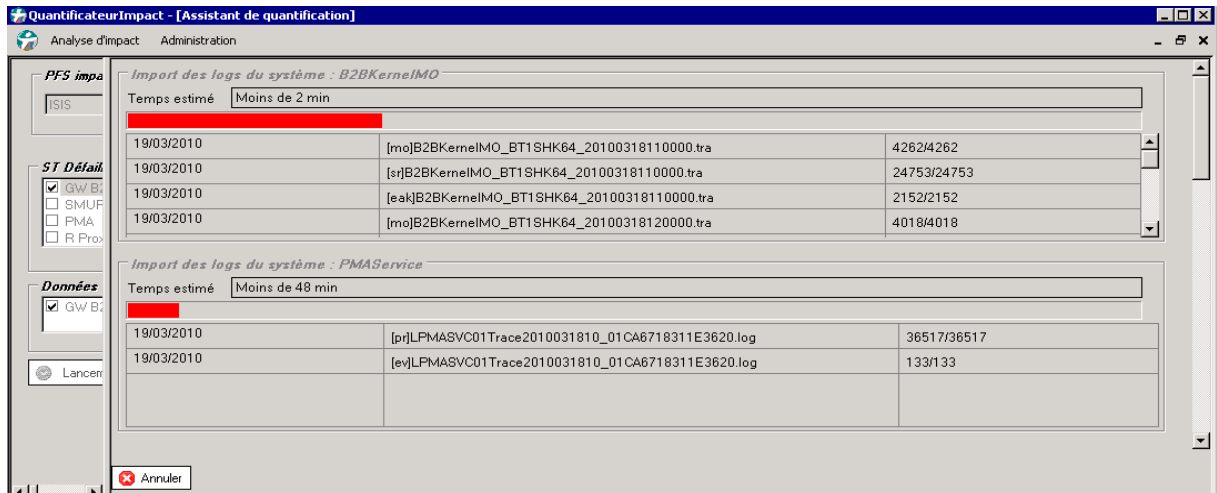 QuantificateurImpact - [Assistant de quantification]
Analyse d'impact Administration
PFS impa
ISIS
ST Détail
GW B2
SMUF
PMA
R Prox
Données
GW B2
Lancem
Import des logs du système : B2BKernelMO
Temps estimé Moins de 2 min
19/03/2010 [mo]B2BKernelMO_BT1SHK64_20100318110000.tra 4262/4262
19/03/2010 [sr]B2BKernelMO_BT1SHK64_20100318110000.tra 24753/24753
19/03/2010 [eak]B2BKernelMO_BT1SHK64_20100318110000.tra 2152/2152
19/03/2010 [mo]B2BKernelMO_BT1SHK64_20100318120000.tra 4018/4018
Import des logs du système : PMAService
Temps estimé Moins de 48 min
19/03/2010 [pr]LPMASVC01Trace2010031810_01CA6718311E3620.log 36517/36517
19/03/2010 [ev]LPMASVC01Trace2010031810_01CA6718311E3620.log 133/133
Annuler